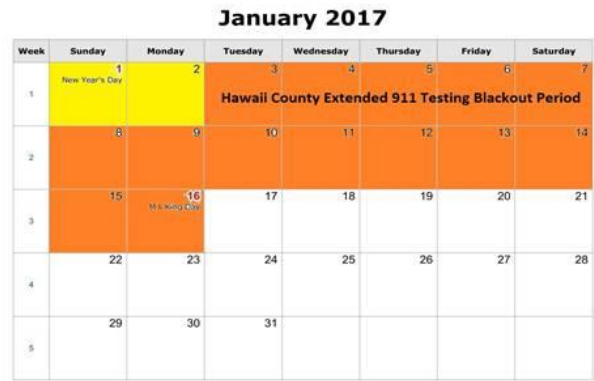 January 2017
Week Sunday Monday Tuesday Wednesday Thursday Friday Saturday
1 2 3 4 5 6 7
New Year's Day
1 Hawaii County Extended 911 Testing Blackout Period
8 9 10 11 12 13 14
2
15 16 17 18 19 20 21
M L King Day
3
22 23 24 25 26 27 28
4
29 30 31
5